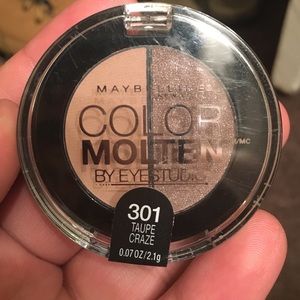 MAYBELLINE
COLOR
MOLTEN
BY EYESTUDIO
301
TAUPE
CRAZE
0.07 OZ/2.1g